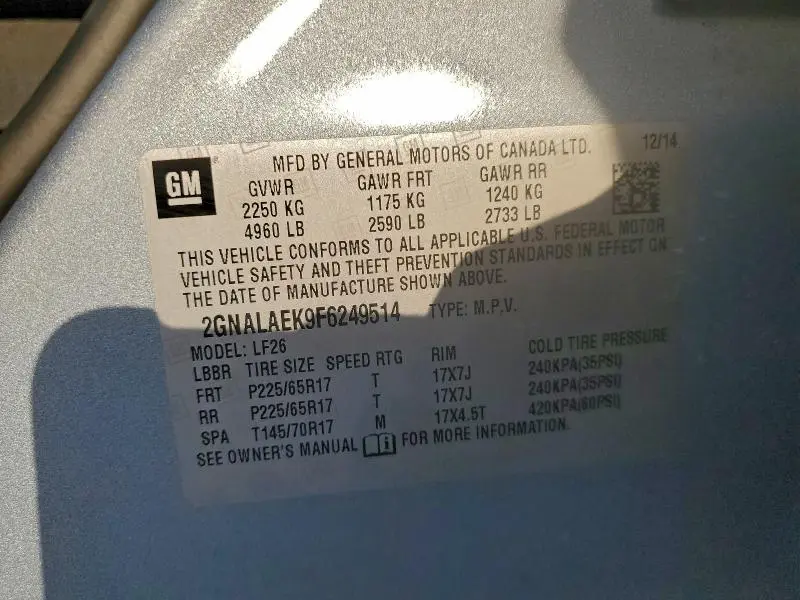 GM
MFD BY GENERAL MOTORS OF CANADA LTD. 12/14
GVWR GAWR FRT GAWR RR
2250 KG 1175 KG 1240 KG
4960 LB 2590 LB 2733 LB
THIS VEHICLE CONFORMS TO ALL APPLICABLE U.S. FEDERAL MOTOR
VEHICLE SAFETY AND THEFT PREVENTION STANDARDS IN EFFECT ON
THE DATE OF MANUFACTURE SHOWN ABOVE.
2GNALAEK9F6249514 TYPE: M.P.V.
MODEL: LF26
LBBR TIRE SIZE SPEED RTG RIM COLD TIRE PRESSURE
FRT P225/65R17 T 17X7J 240KPA(35PSI)
RR P225/65R17 T 17X7J 240KPA(35PSI)
SPA T145/70R17 M 17X4.5T 420KPA(60PSI)
SEE OWNER'S MANUAL FOR MORE INFORMATION.